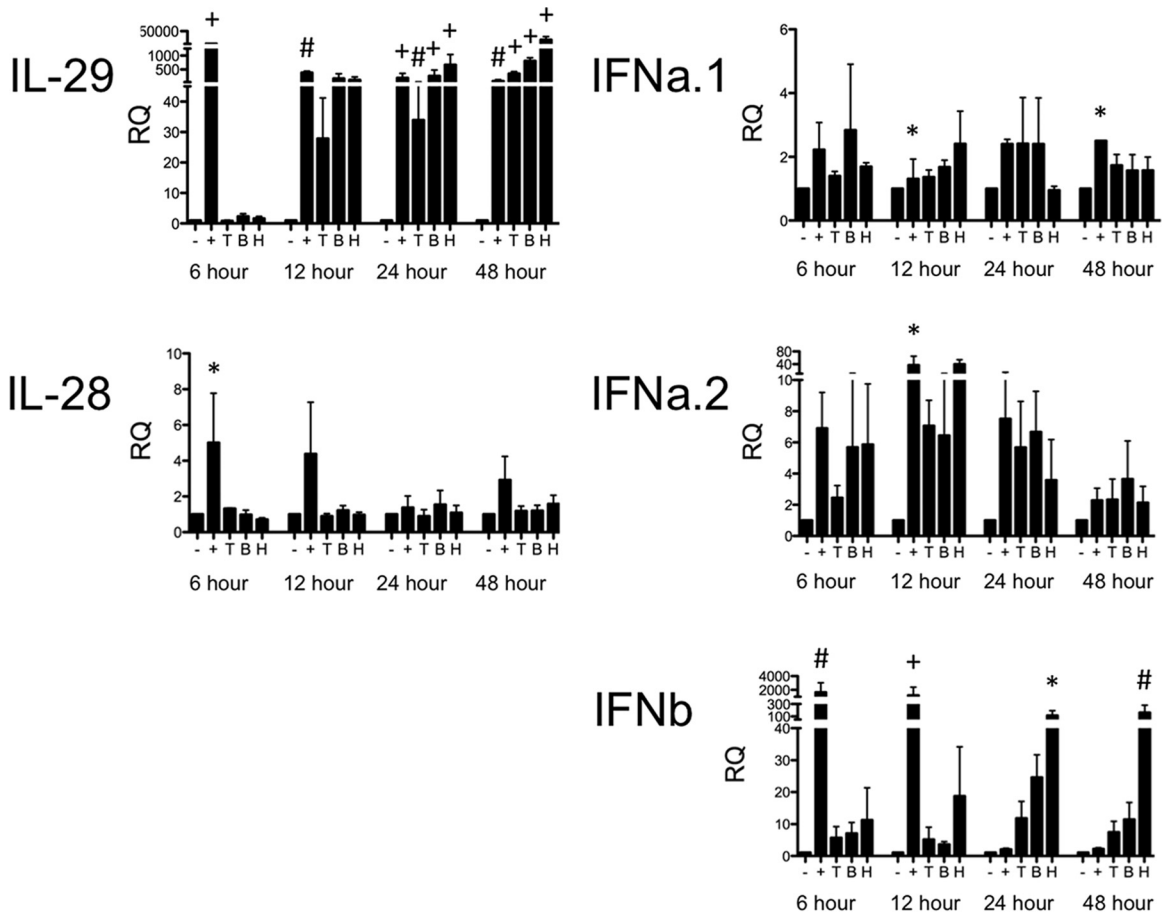 IL-29
RQ
50000
1000
500
40
30
20
10
0
+
#
+ # + +
# + + +
- + T B H - + T B H - + T B H - + T B H
6 hour 12 hour 24 hour 48 hour
IFNa.1
6
4
2
0
*
*
- + T B H - + T B H - + T B H - + T B H
6 hour 12 hour 24 hour 48 hour
IL-28
RQ
10
8
6
4
2
0
*
- + T B H - + T B H - + T B H - + T B H
6 hour 12 hour 24 hour 48 hour
IFNa.2
RQ
80
40
10
8
6
4
2
0
*
- + T B H - + T B H - + T B H - + T B H
6 hour 12 hour 24 hour 48 hour
IFNb
RQ
4000
2000
300
100
40
30
20
10
0
# + * #
- + T B H - + T B H - + T B H - + T B H
6 hour 12 hour 24 hour 48 hour